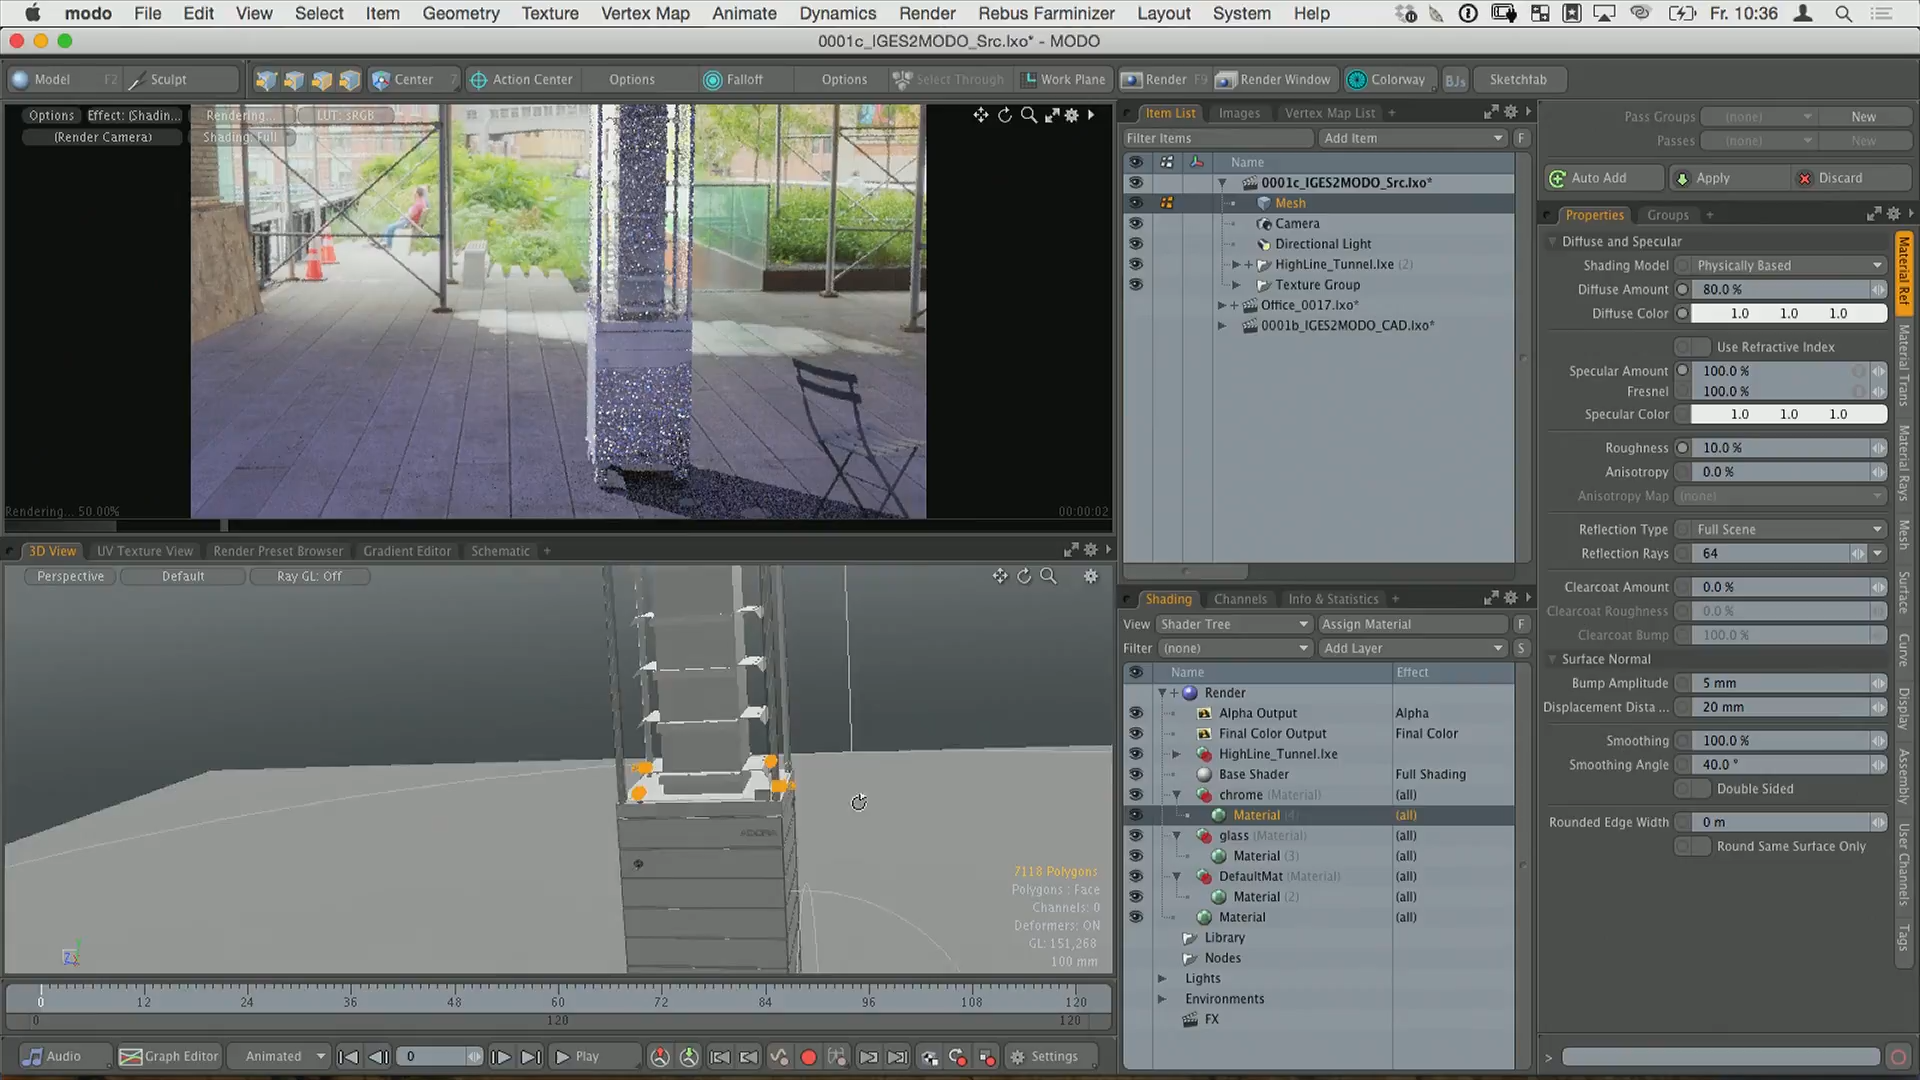 modo File Edit View Select Item Geometry Texture Vertex Map Animate Dynamics Render Rebus Farminizer Layout System Help Fr. 10:36
0001c_IGES2MODO_Src.lxo* - MODO
Model F2 Sculpt Center 7 Action Center Options Falloff Options Select Through Work Plane Render F9 Render Window Colorway BJs Sketchfab
Options Effect: (Shadin... Rendering... LUT: sRGB
(Render Camera) Shading: Full
Rendering... 50.00% 00:00:02
3D View UV Texture View Render Preset Browser Gradient Editor Schematic +
Perspective Default Ray GL: Off
7118 Polygons
Polygons : Face
Channels: 0
Deformers: ON
GL: 151,268
100 mm
0 12 24 36 48 60 72 84 96 108 120
0 120 120
Audio Graph Editor Animated 0 Play Settings
Item List Images Vertex Map List +
Filter Items Add Item F
Name
0001c_IGES2MODO_Src.lxo*
Mesh
Camera
Directional Light
HighLine_Tunnel.lxe (2)
Texture Group
Office_0017.lxo*
0001b_IGES2MODO_CAD.lxo*
Shading Channels Info & Statistics +
View Shader Tree Assign Material F
Filter (none) Add Layer S
Name Effect
Render
Alpha Output Alpha
Final Color Output Final Color
HighLine_Tunnel.lxe
Base Shader Full Shading
chrome (Material) (all)
Material (4) (all)
glass (Material) (all)
Material (3) (all)
DefaultMat (Material) (all)
Material (2) (all)
Material (all)
Library
Nodes
Lights
Environments
FX
Pass Groups (none) New
Passes (none) New
Auto Add Apply Discard
Properties Groups +
Diffuse and Specular
Shading Model Physically Based
Diffuse Amount 80.0 %
Diffuse Color 1.0 1.0 1.0
Use Refractive Index
Specular Amount 100.0 %
Fresnel 100.0 %
Specular Color 1.0 1.0 1.0
Roughness 10.0 %
Anisotropy 0.0 %
Anisotropy Map (none)
Reflection Type Full Scene
Reflection Rays 64
Clearcoat Amount 0.0 %
Clearcoat Roughness 0.0 %
Clearcoat Bump 100.0 %
Surface Normal
Bump Amplitude 5 mm
Displacement Dista ... 20 mm
Smoothing 100.0 %
Smoothing Angle 40.0 °
Double Sided
Rounded Edge Width 0 m
Round Same Surface Only
>
Material Ref
Material Trans
Material Rays
Mesh
Surface
Curve
Display
Assembly
User Channels
Tags